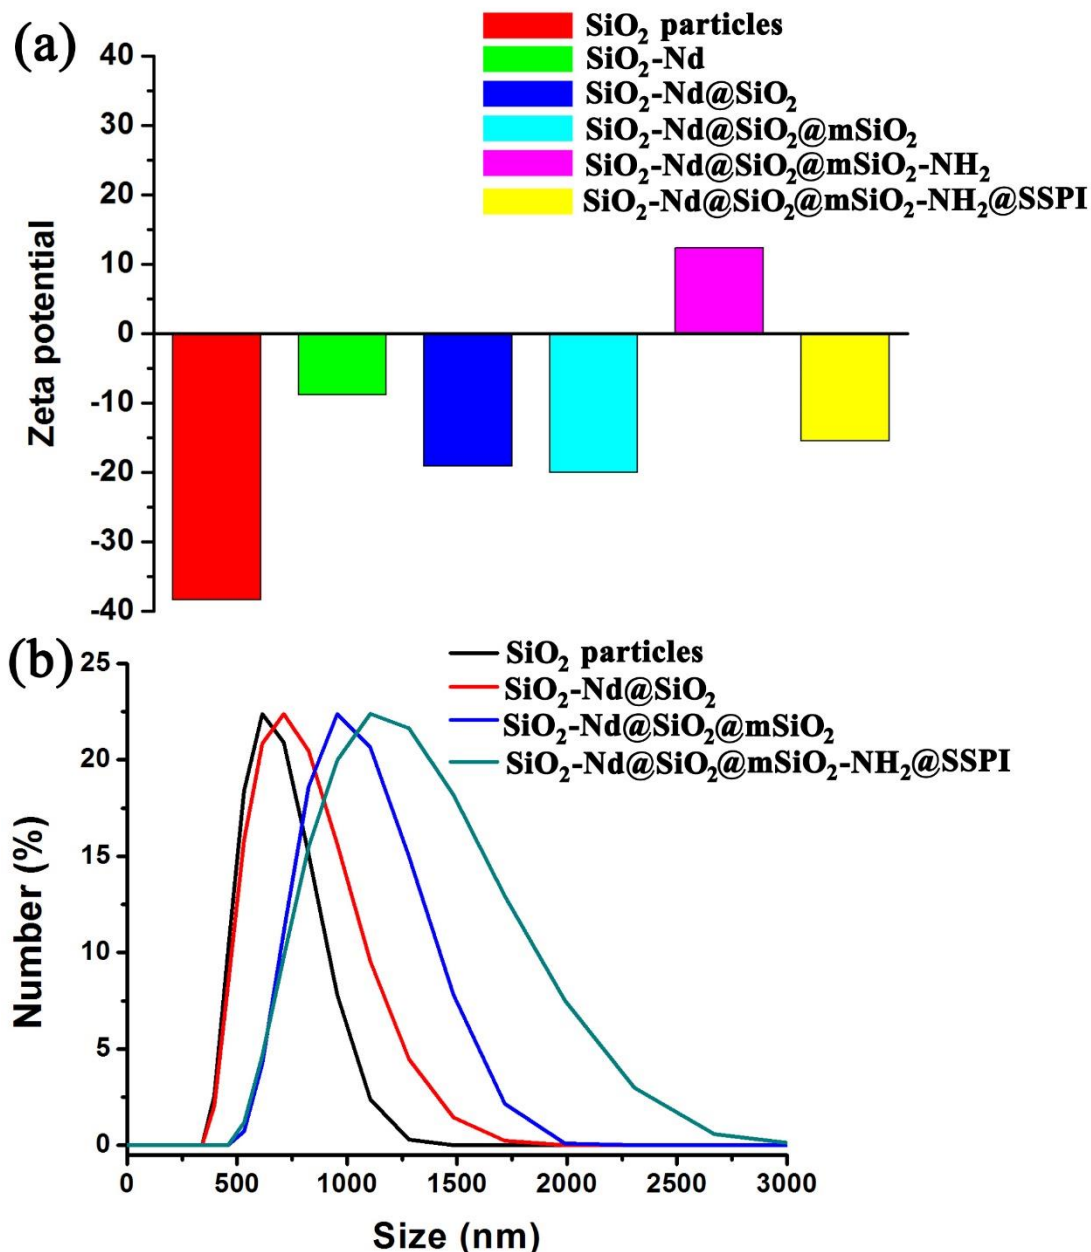 (a)
SiO₂ particles
SiO₂-Nd
SiO₂-Nd@SiO₂
SiO₂-Nd@SiO₂@mSiO₂
SiO₂-Nd@SiO₂@mSiO₂-NH₂
SiO₂-Nd@SiO₂@mSiO₂-NH₂@SSPI
40
30
20
10
0
-10
-20
-30
-40
Zeta potential
(b)
SiO₂ particles
SiO₂-Nd@SiO₂
SiO₂-Nd@SiO₂@mSiO₂
SiO₂-Nd@SiO₂@mSiO₂-NH₂@SSPI
25
20
15
10
5
0
Number (%)
0 500 1000 1500 2000 2500 3000
Size (nm)